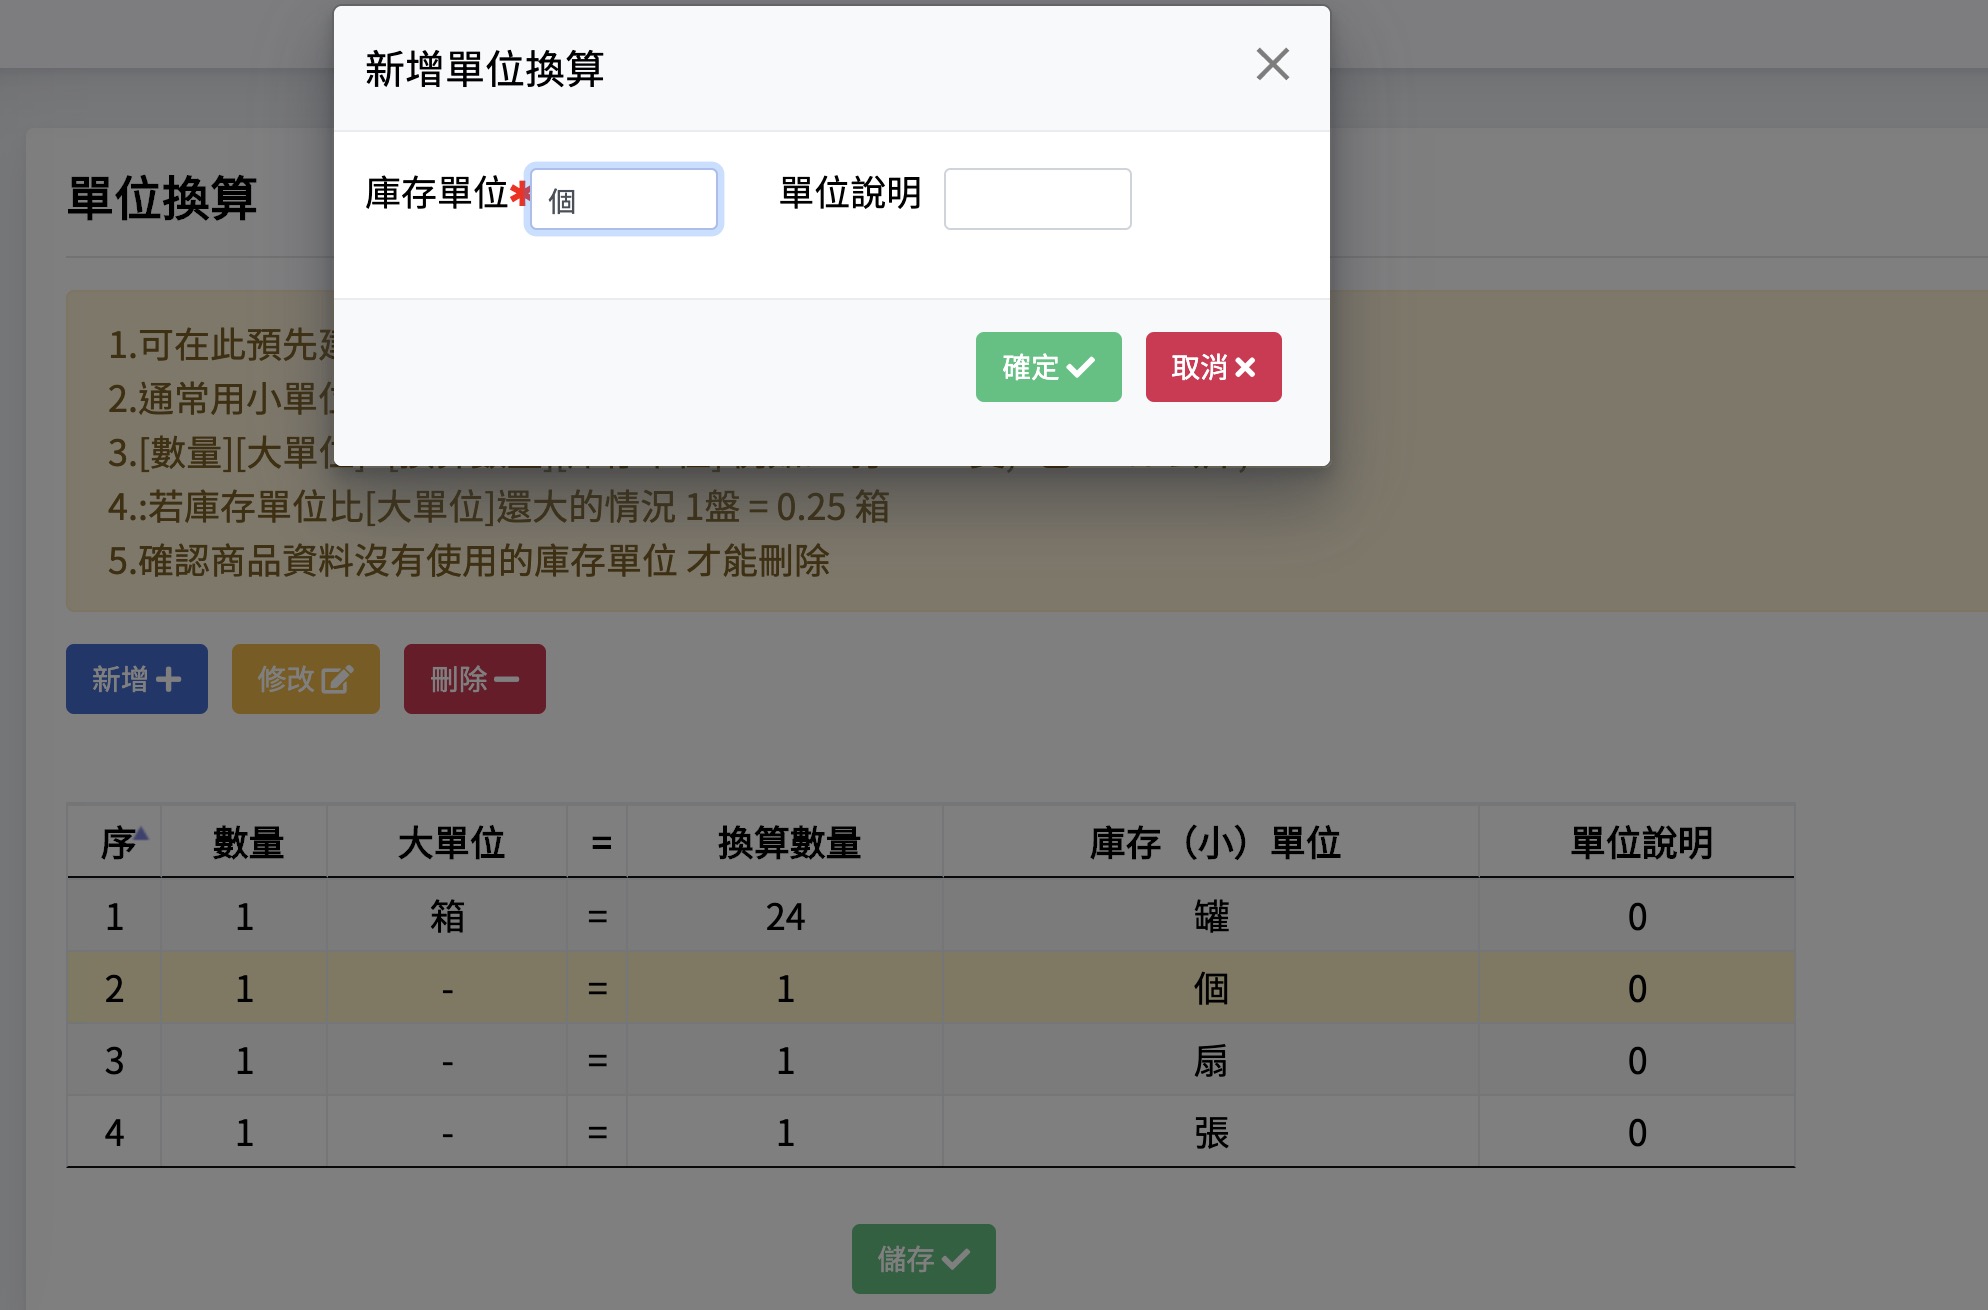 新增單位換算
庫存單位* 個 單位說明
確定 取消
單位換算
1.可在此預先
2.通常用小單位
3.[數量][大單位]
4.:若庫存單位比[大單位]還大的情況 1盤 = 0.25 箱
5.確認商品資料沒有使用的庫存單位 才能刪除
新增 修改 刪除
序 數量 大單位 = 換算數量 庫存（小）單位 單位說明
1 1 箱 = 24 罐 0
2 1 - = 1 個 0
3 1 - = 1 扇 0
4 1 - = 1 張 0
儲存